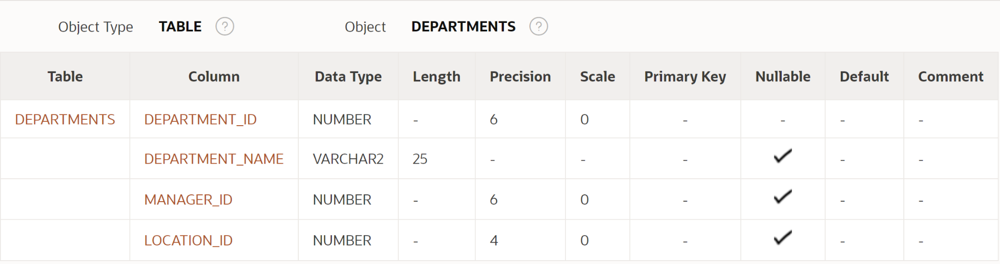 Object Type TABLE ? Object DEPARTMENTS ?
Table Column Data Type Length Precision Scale Primary Key Nullable Default Comment
DEPARTMENTS DEPARTMENT_ID NUMBER - 6 0 - - - -
DEPARTMENT_NAME VARCHAR2 25 - - - ✓ - -
MANAGER_ID NUMBER - 6 0 - ✓ - -
LOCATION_ID NUMBER - 4 0 - ✓ - -